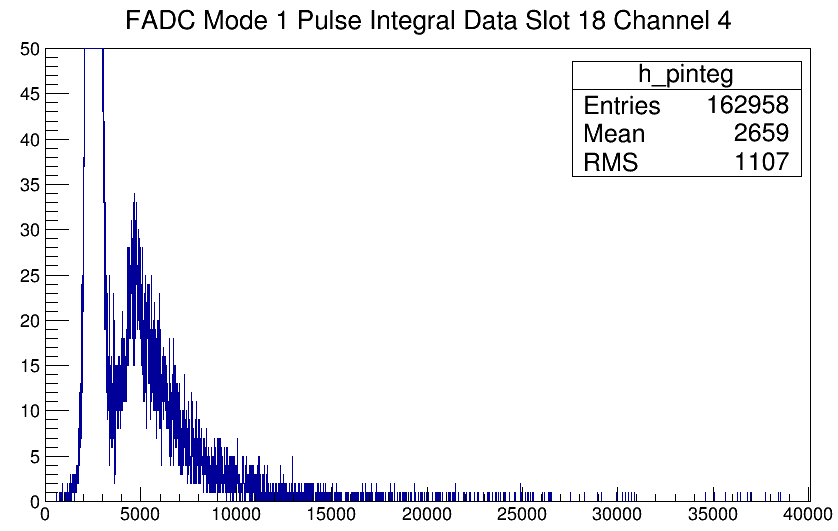 FADC Mode 1 Pulse Integral Data Slot 18 Channel 4
h_pinteg
Entries 162958
Mean 2659
RMS 1107
50
45
40
35
30
25
20
15
10
5
0
0 5000 10000 15000 20000 25000 30000 35000 40000